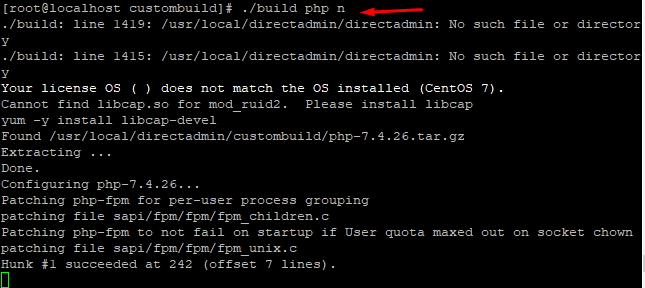 [root@localhost custombuild]# ./build php n
./build: line 1419: /usr/local/directadmin/directadmin: No such file or director
y
./build: line 1415: /usr/local/directadmin/directadmin: No such file or director
y
Your license OS ( ) does not match the OS installed (CentOS 7).
Cannot find libcap.so for mod_ruid2.  Please install libcap
yum -y install libcap-devel
Found /usr/local/directadmin/custombuild/php-7.4.26.tar.gz
Extracting ...
Done.
Configuring php-7.4.26...
Patching php-fpm for per-user process grouping
patching file sapi/fpm/fpm/fpm_children.c
Patching php-fpm to not fail on startup if User quota maxed out on socket chown
patching file sapi/fpm/fpm/fpm_unix.c
Hunk #1 succeeded at 242 (offset 7 lines).